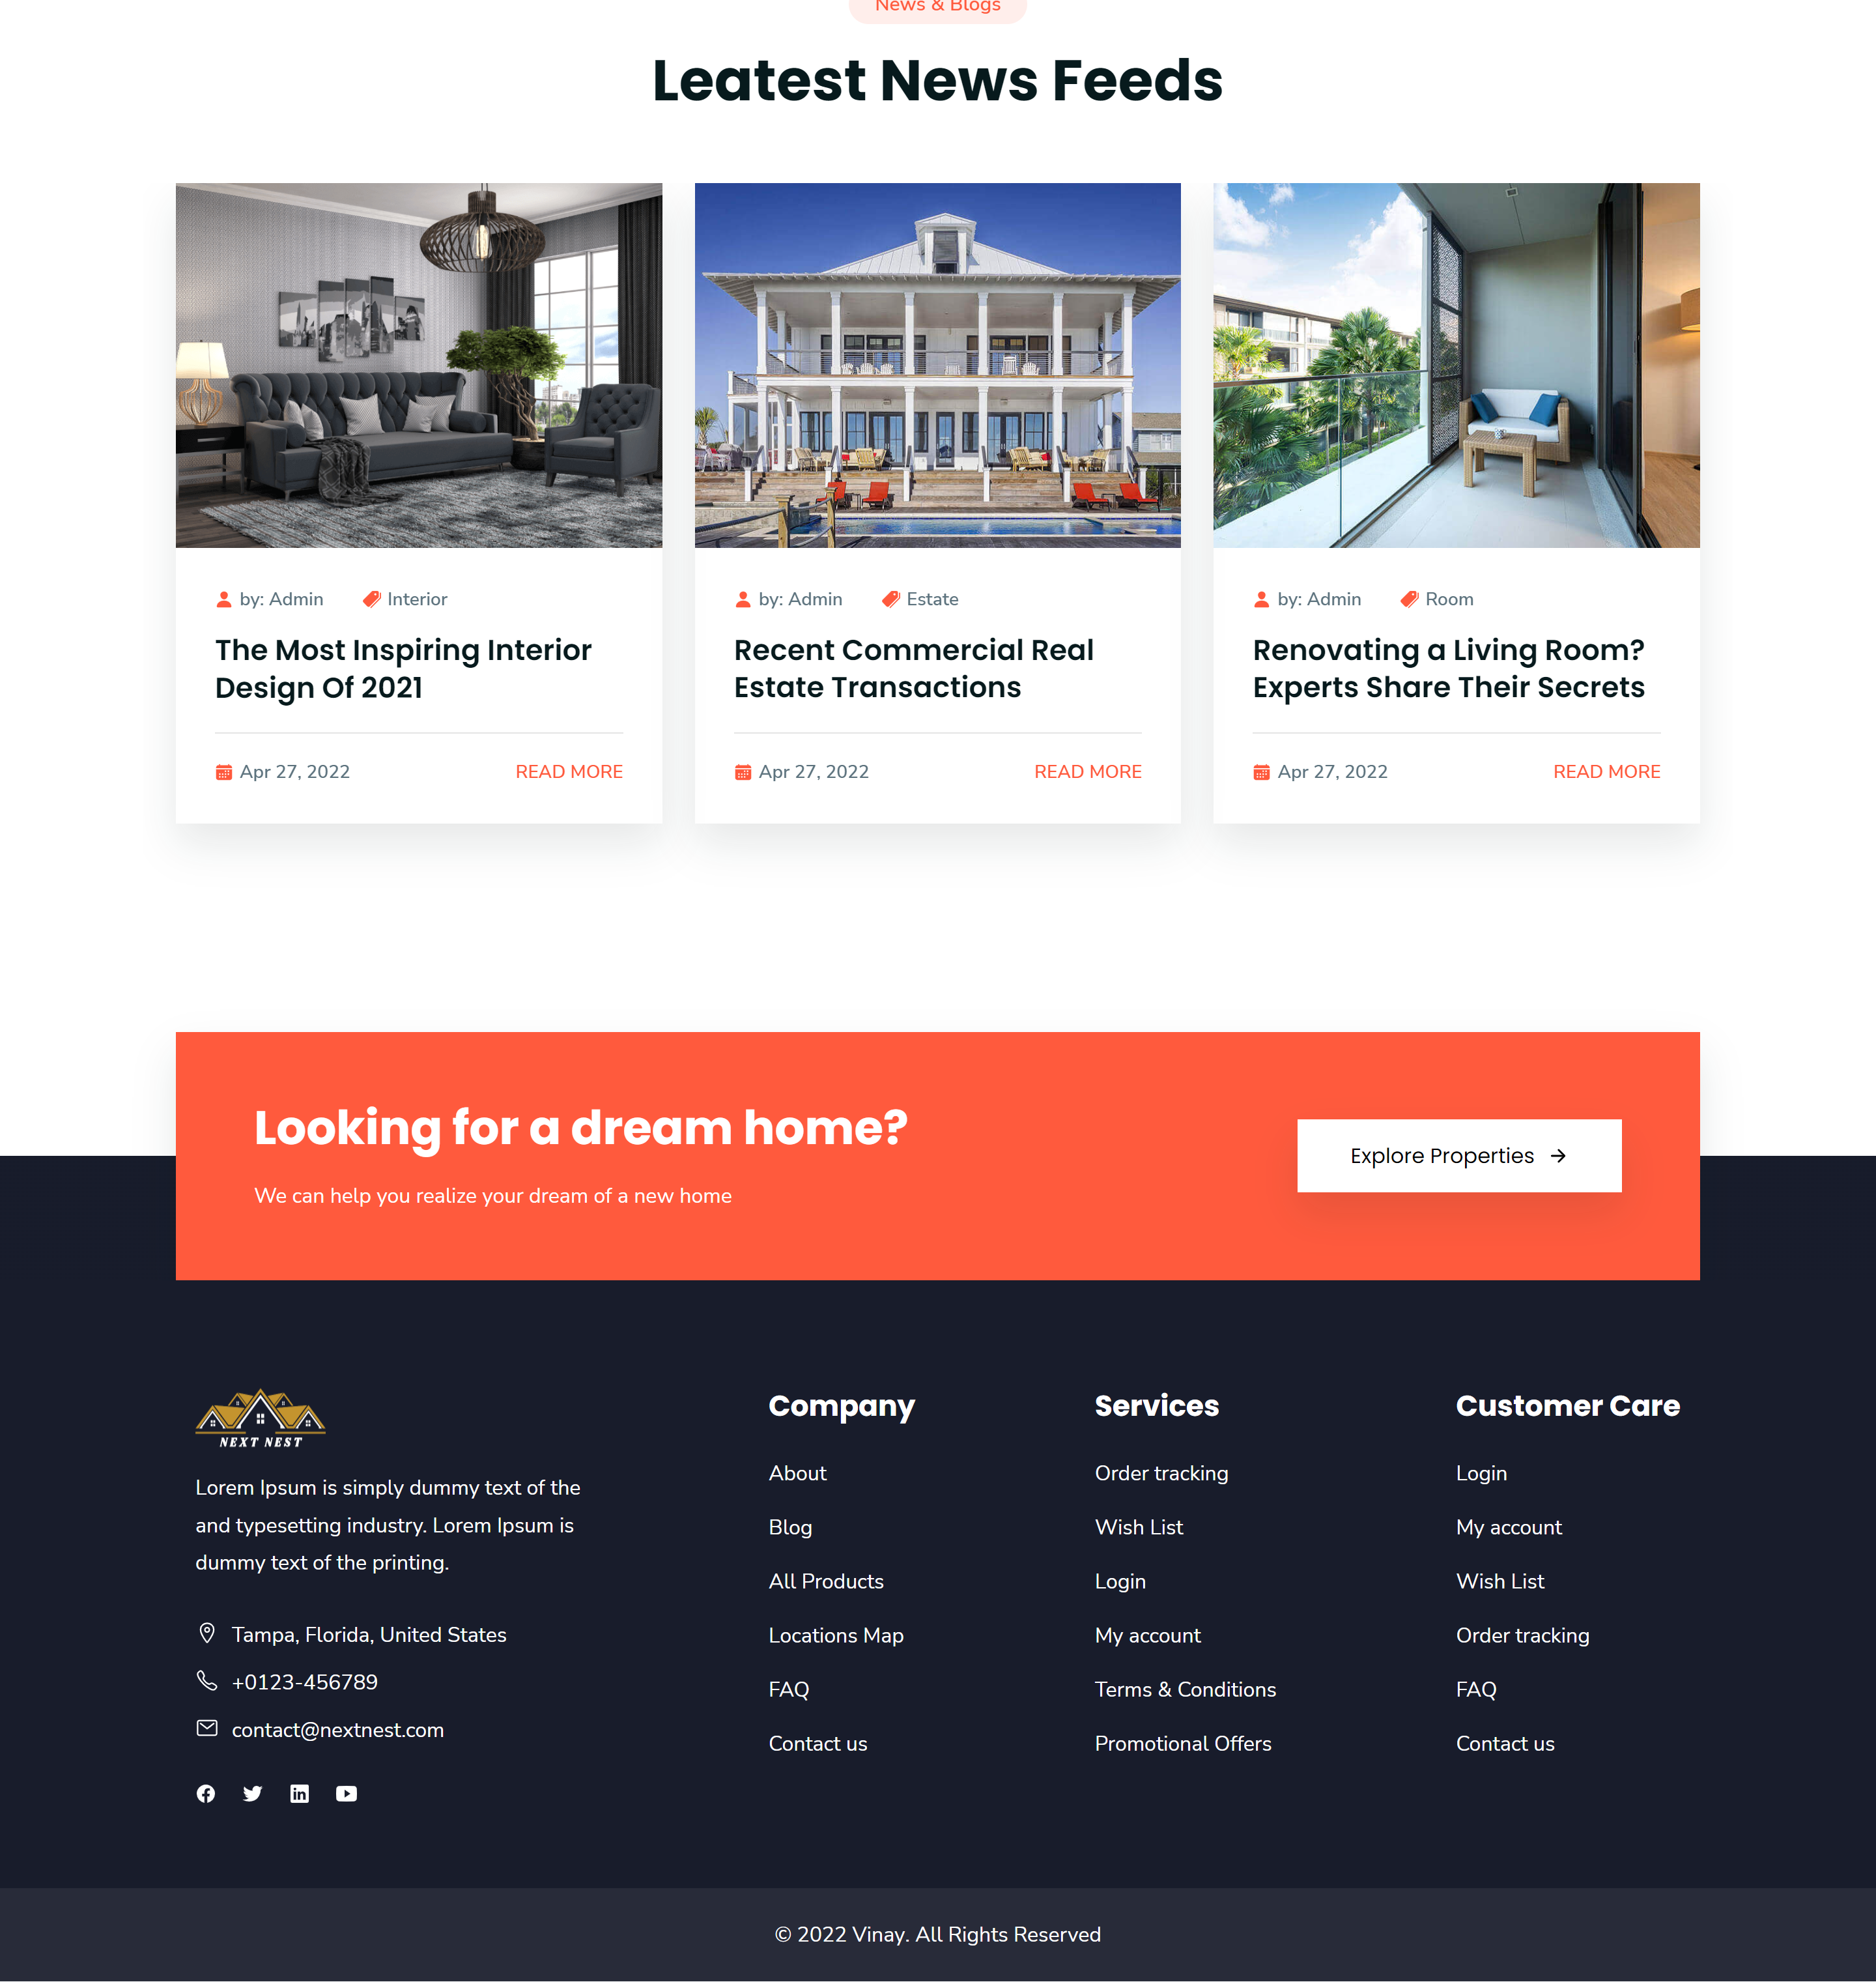 News & Blogs
Leatest News Feeds
by: Admin Interior
The Most Inspiring Interior
Design Of 2021
Apr 27, 2022 READ MORE
by: Admin Estate
Recent Commercial Real
Estate Transactions
Apr 27, 2022 READ MORE
by: Admin Room
Renovating a Living Room?
Experts Share Their Secrets
Apr 27, 2022 READ MORE
Looking for a dream home?
We can help you realize your dream of a new home
Explore Properties
NEXT NEST
Lorem Ipsum is simply dummy text of the
and typesetting industry. Lorem Ipsum is
dummy text of the printing.
Tampa, Florida, United States
+0123-456789
contact@nextnest.com
Company
About
Blog
All Products
Locations Map
FAQ
Contact us
Services
Order tracking
Wish List
Login
My account
Terms & Conditions
Promotional Offers
Customer Care
Login
My account
Wish List
Order tracking
FAQ
Contact us
© 2022 Vinay. All Rights Reserved